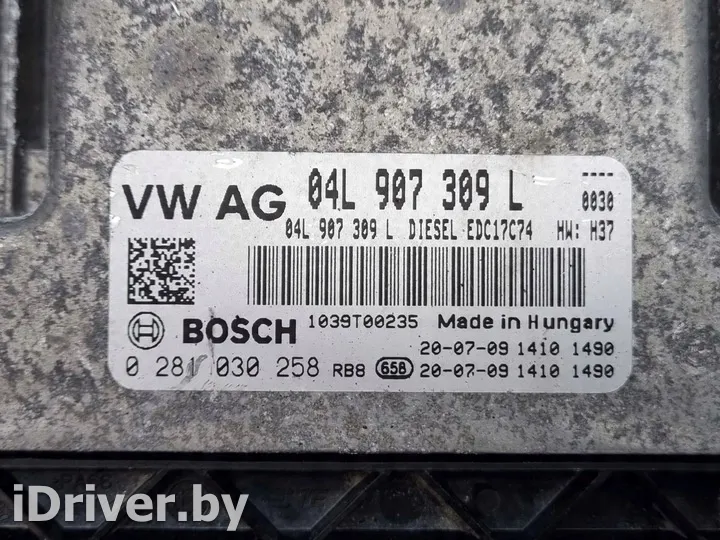 VW AG 04L 907 309 L ----
0030
04L 907 309 L DIESEL EDC17C74 HW: H37
BOSCH 1039T00235 Made in Hungary
20-07-09 1410 1490
0 281 030 258 RB8 658 20-07-09 1410 1490
iDriver.by